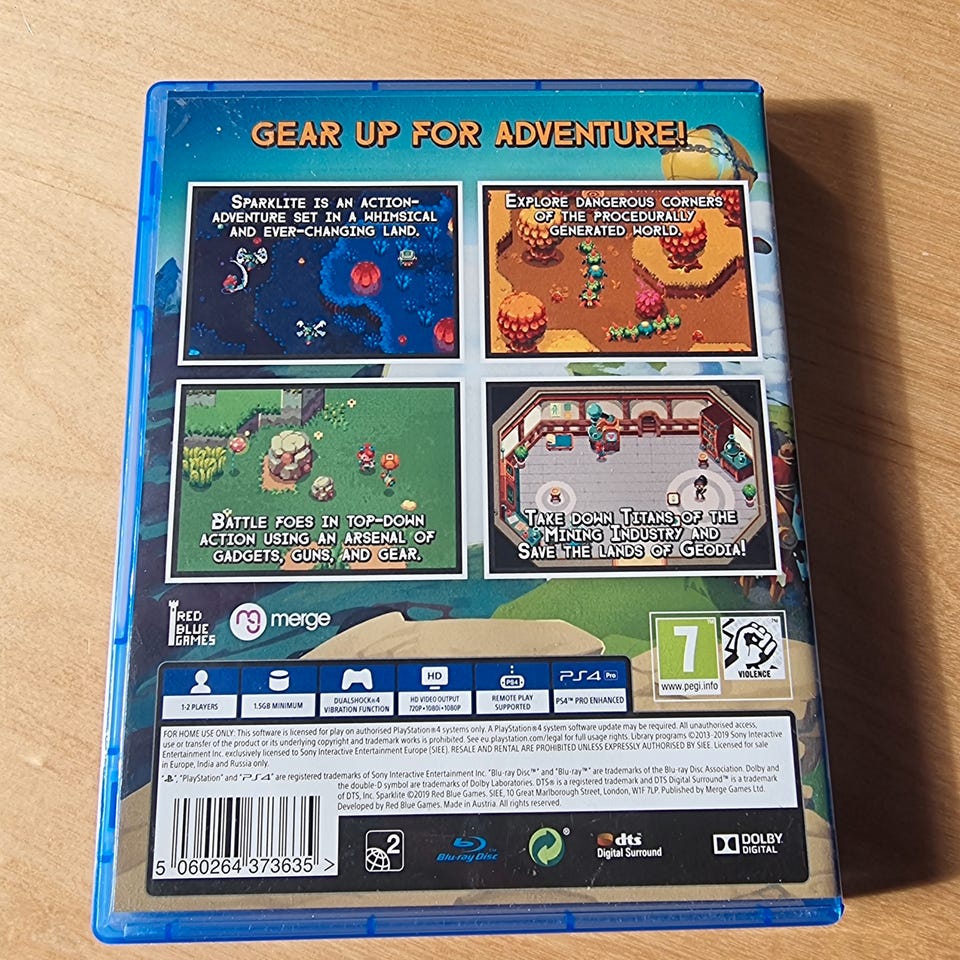 GEAR UP FOR ADVENTURE!
SPARKLITE IS AN ACTION-
ADVENTURE SET IN A WHIMSICAL
AND EVER-CHANGING LAND.
EXPLORE DANGEROUS CORNERS
OF THE PROCEDURALLY
GENERATED WORLD.
BATTLE FOES IN TOP-DOWN
ACTION USING AN ARSENAL OF
GADGETS, GUNS, AND GEAR.
TAKE DOWN TITANS OF THE
MINING INDUSTRY AND
SAVE THE LANDS OF GEODIA!
RED
BLUE
GAMES
merge
7
www.pegi.info
VIOLENCE
HD
PS4
PS4 Pro
1-2 PLAYERS
1.5GB MINIMUM
DUALSHOCK®4
VIBRATION FUNCTION
HD VIDEO OUTPUT
720P•1080i•1080P
REMOTE PLAY
SUPPORTED
PS4™ PRO ENHANCED
FOR HOME USE ONLY: This software is licensed for play on authorised PlayStation®4 systems only. A PlayStation®4 system software update may be required. All unauthorised access,
use or transfer of the product or its underlying copyright and trademark works is prohibited. See eu.playstation.com/legal for full usage rights. Library programs ©2013-2019 Sony Interactive
Entertainment Inc. exclusively licensed to Sony Interactive Entertainment Europe (SIEE). RESALE AND RENTAL ARE PROHIBITED UNLESS EXPRESSLY AUTHORISED BY SIEE. Licensed for sale
in Europe, India and Russia only.
"PlayStation" and "PS4" are registered trademarks of Sony Interactive Entertainment Inc. "Blu-ray Disc™" and "Blu-ray™" are trademarks of the Blu-ray Disc Association. Dolby and
the double-D symbol are trademarks of Dolby Laboratories. DTS® is a registered trademark and DTS Digital Surround™ is a trademark
of DTS, Inc. Sparklite ©2019 Red Blue Games. SIEE, 10 Great Marlborough Street, London, W1F 7LP. Published by Merge Games Ltd.
Developed by Red Blue Games. Made in Austria. All rights reserved.
5 060264 373635 >
2
Blu-ray Disc™
®
dts
Digital Surround
DOLBY
DIGITAL